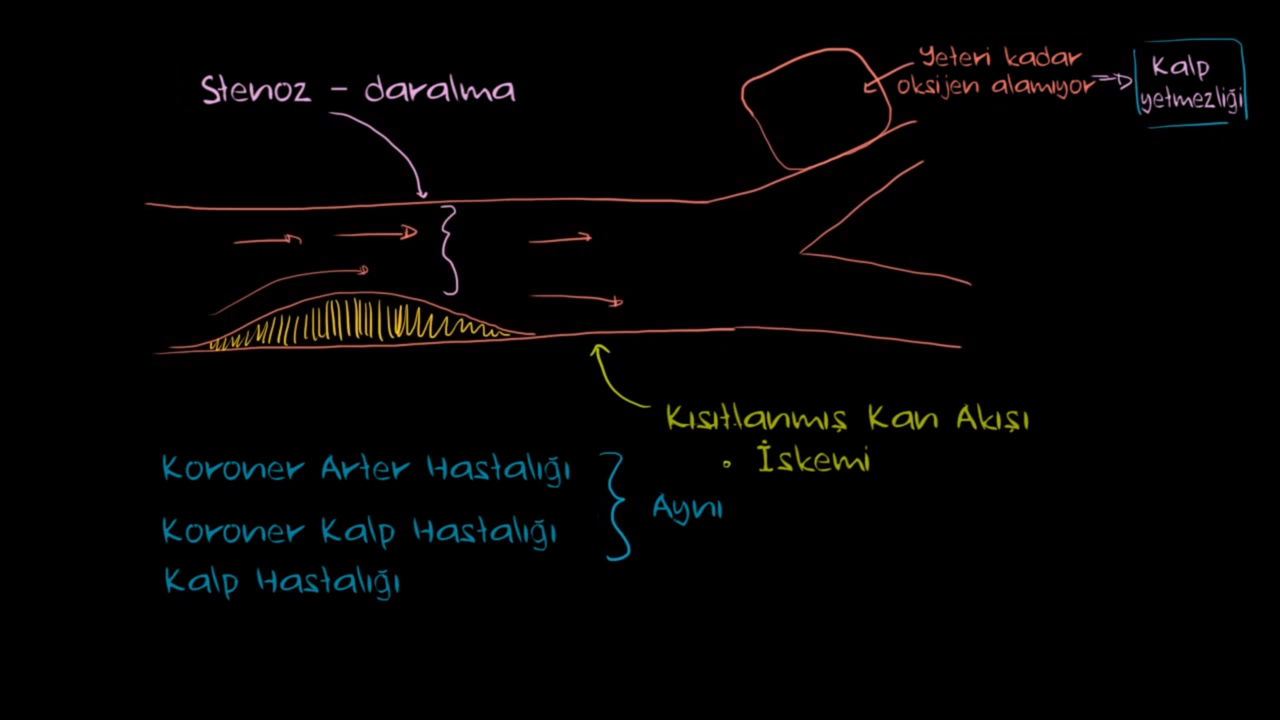 Stenoz - daralma
Yeteri kadar
oksijen alamıyor
Kalp
yetmezliği
Kısıtlanmış Kan Akışı
• İskemi
Koroner Arter Hastalığı
Koroner Kalp Hastalığı
Aynı
Kalp Hastalığı